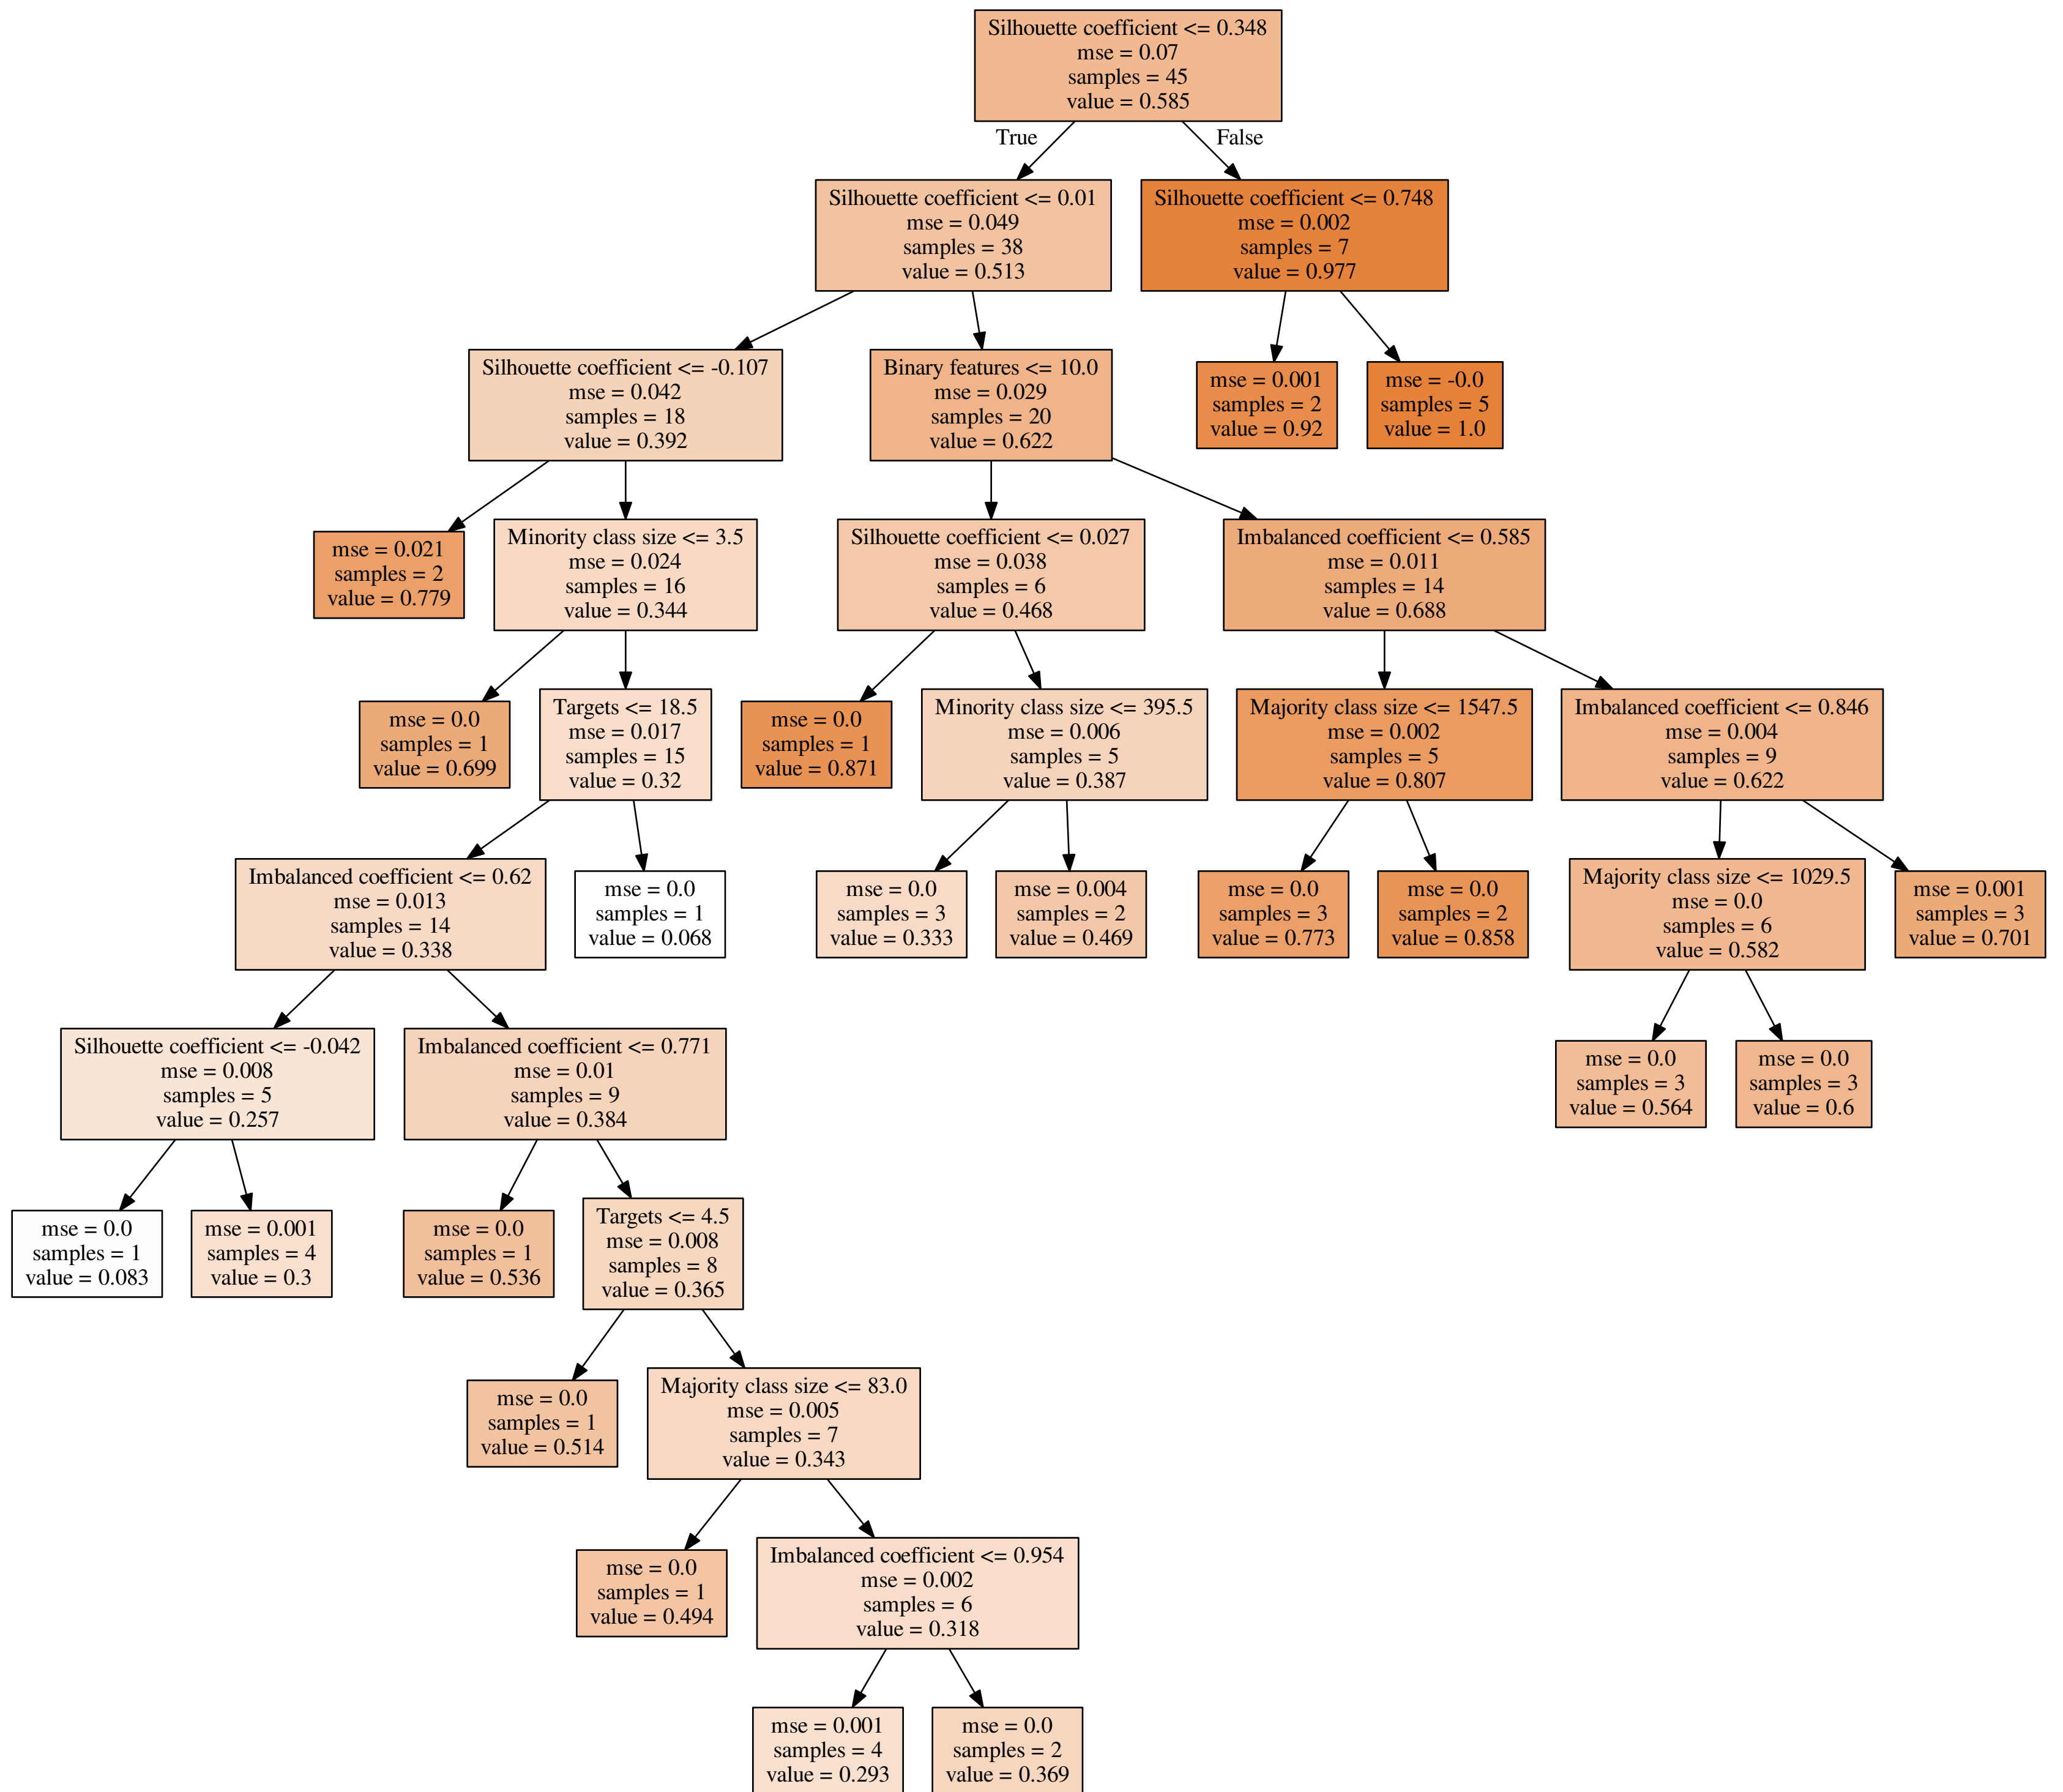 Silhouette coefficient <= 0.348
mse = 0.07
samples = 45
value = 0.585
True
False
Silhouette coefficient <= 0.01
mse = 0.049
samples = 38
value = 0.513
Silhouette coefficient <= 0.748
mse = 0.002
samples = 7
value = 0.977
Silhouette coefficient <= -0.107
mse = 0.042
samples = 18
value = 0.392
Binary features <= 10.0
mse = 0.029
samples = 20
value = 0.622
mse = 0.001
samples = 2
value = 0.92
mse = -0.0
samples = 5
value = 1.0
mse = 0.021
samples = 2
value = 0.779
Minority class size <= 3.5
mse = 0.024
samples = 16
value = 0.344
Silhouette coefficient <= 0.027
mse = 0.038
samples = 6
value = 0.468
Imbalanced coefficient <= 0.585
mse = 0.011
samples = 14
value = 0.688
mse = 0.0
samples = 1
value = 0.699
Targets <= 18.5
mse = 0.017
samples = 15
value = 0.32
mse = 0.0
samples = 1
value = 0.871
Minority class size <= 395.5
mse = 0.006
samples = 5
value = 0.387
Majority class size <= 1547.5
mse = 0.002
samples = 5
value = 0.807
Imbalanced coefficient <= 0.846
mse = 0.004
samples = 9
value = 0.622
Imbalanced coefficient <= 0.62
mse = 0.013
samples = 14
value = 0.338
mse = 0.0
samples = 1
value = 0.068
mse = 0.0
samples = 3
value = 0.333
mse = 0.004
samples = 2
value = 0.469
mse = 0.0
samples = 3
value = 0.773
mse = 0.0
samples = 2
value = 0.858
Majority class size <= 1029.5
mse = 0.0
samples = 6
value = 0.582
mse = 0.001
samples = 3
value = 0.701
Silhouette coefficient <= -0.042
mse = 0.008
samples = 5
value = 0.257
Imbalanced coefficient <= 0.771
mse = 0.01
samples = 9
value = 0.384
mse = 0.0
samples = 3
value = 0.564
mse = 0.0
samples = 3
value = 0.6
mse = 0.0
samples = 1
value = 0.083
mse = 0.001
samples = 4
value = 0.3
mse = 0.0
samples = 1
value = 0.536
Targets <= 4.5
mse = 0.008
samples = 8
value = 0.365
mse = 0.0
samples = 1
value = 0.514
Majority class size <= 83.0
mse = 0.005
samples = 7
value = 0.343
mse = 0.0
samples = 1
value = 0.494
Imbalanced coefficient <= 0.954
mse = 0.002
samples = 6
value = 0.318
mse = 0.001
samples = 4
value = 0.293
mse = 0.0
samples = 2
value = 0.369